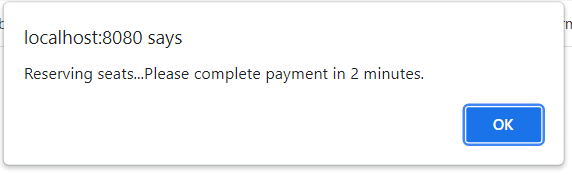 localhost:8080 says
Reserving seats...Please complete payment in 2 minutes.
OK